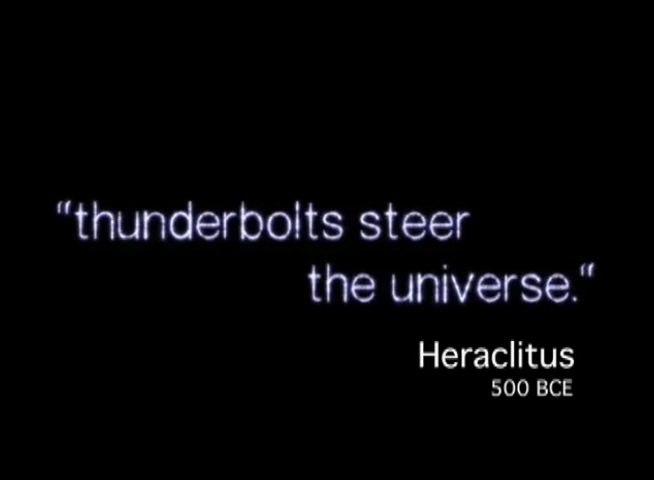 “thunderbolts steer
the universe.“
Heraclitus
500 BCE